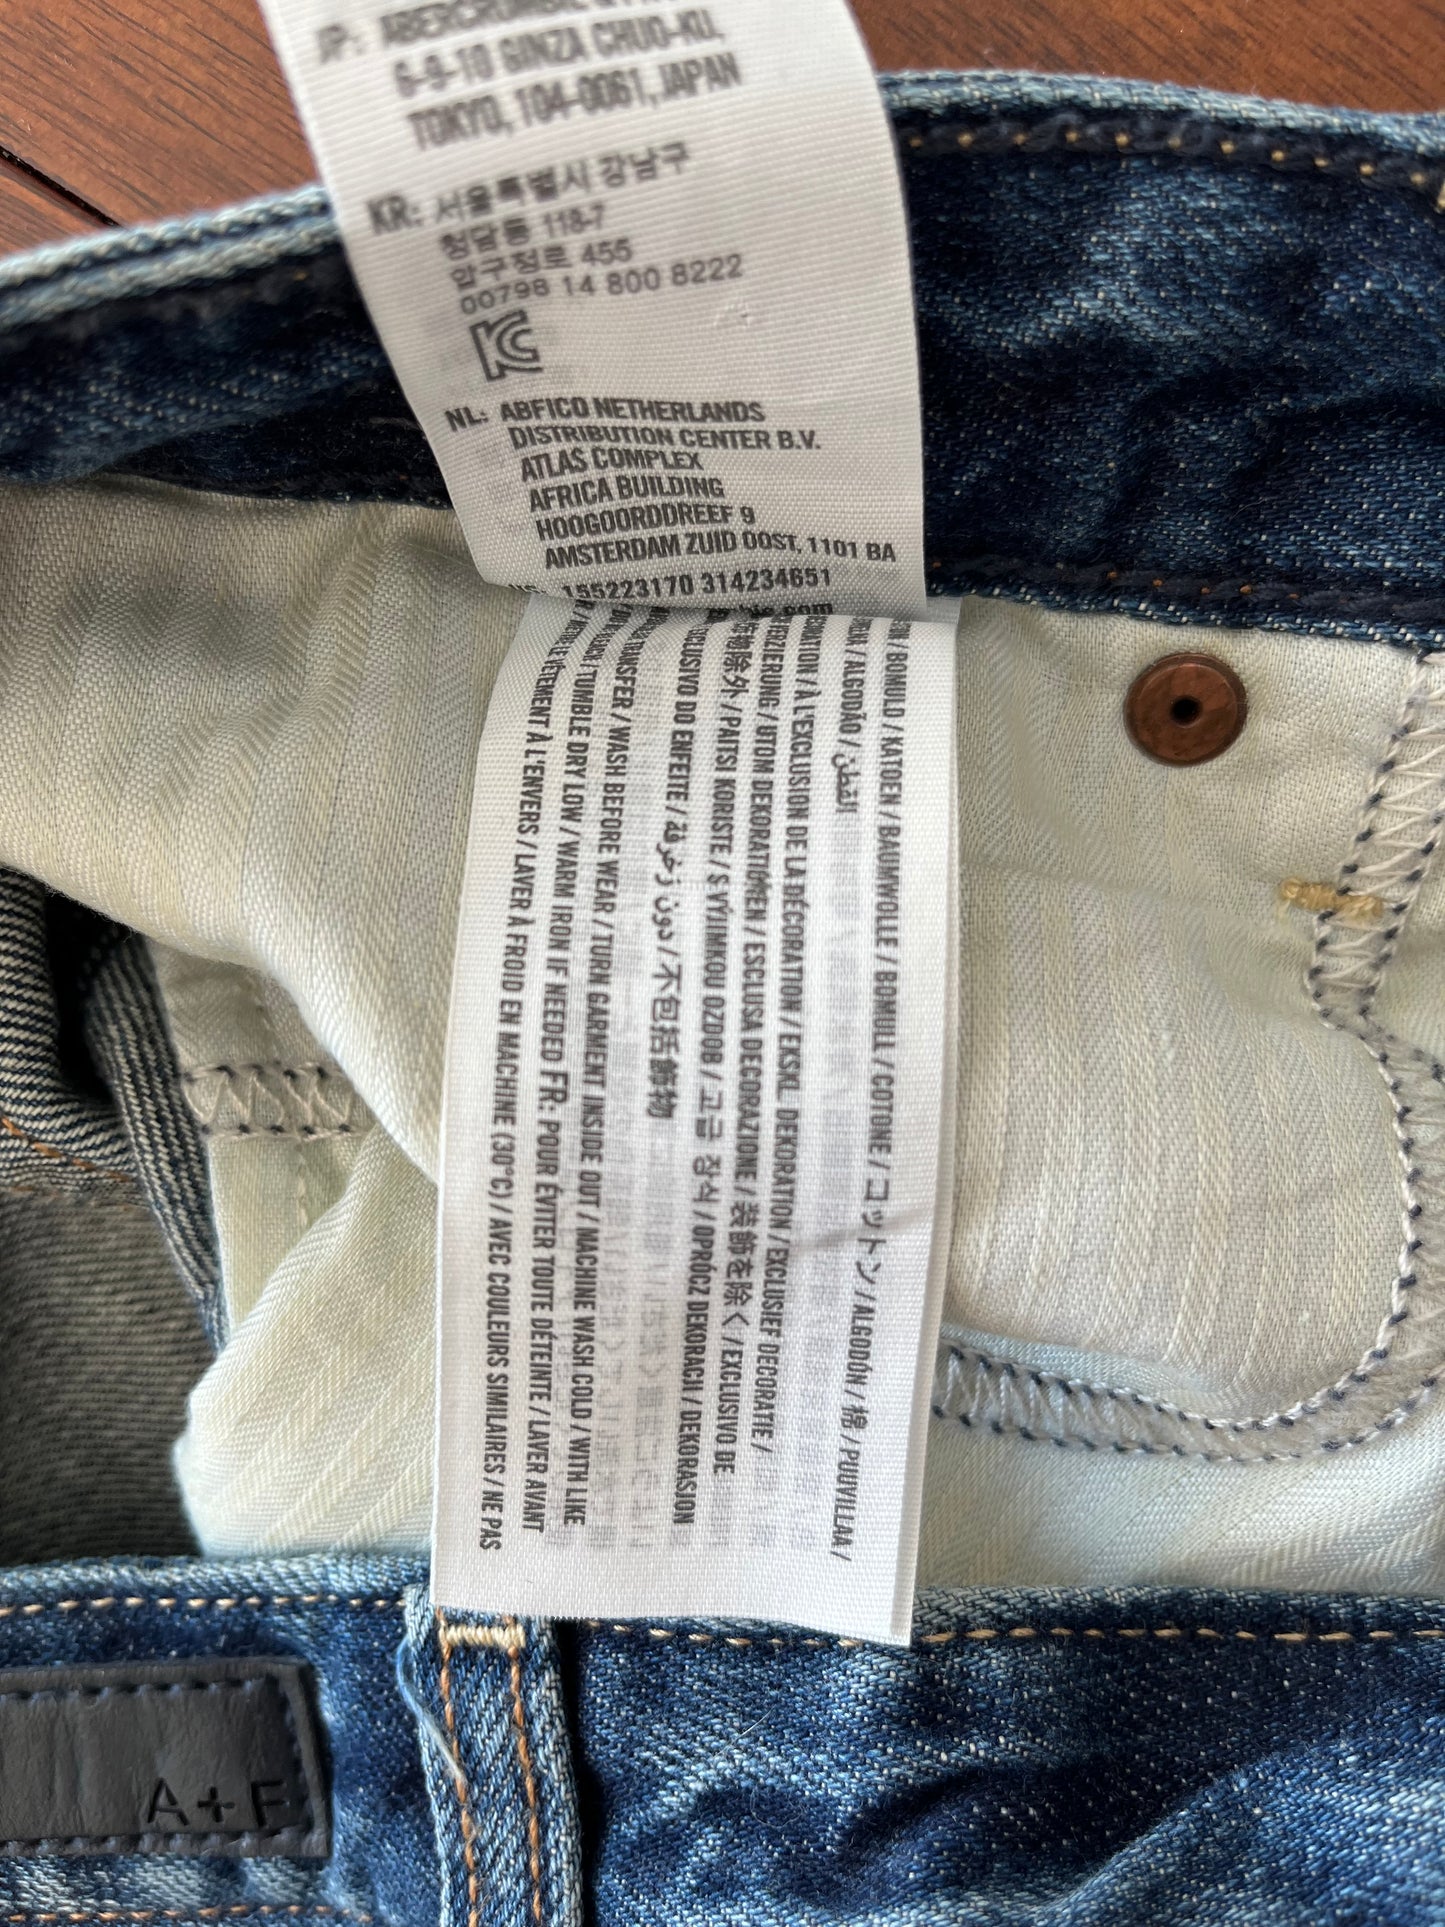 JP: ABERCROMBIE &
6-9-10 GINZA CHUO-KU,
TOKYO, 104-0061, JAPAN
KR: 서울특별시 강남구
청담동 118-7
압구정로 455
00798 14 800 8222
KC
NL: ABFICO NETHERLANDS
DISTRIBUTION CENTER B.V.
ATLAS COMPLEX
AFRICA BUILDING
HOOGOORDDREEF 9
AMSTERDAM ZUID OOST, 1101 BA
155223170 314234651
/ BOMULD / KATOEN / BAUMWOLLE / BOMULL / COTONE / コットン / ALGODÓN / 棉 / PUUVILLAA /
/ ALGODÃO / القطن
/ À L'EXCLUSION DE LA DÉCORATION / EKSKL. DEKORATION / EXCLUSIEF DECORATIE /
/ UTOM DEKORATIONEN / ESCLUSA DECORAZIONE / 装飾を除く / EXCLUSIVO DE
物除外 / PAITSI KORISTE / S VÝJIMKOU OZDOB / 고급 장식 / OPRÓCZ DEKORACJI / DEKORASION
EXCLUSIVO DO ENFEITE / دون زخرفة / 不包括飾物
TRANSFER / WASH BEFORE WEAR / TURN GARMENT INSIDE OUT / MACHINE WASH COLD / WITH LIKE
/ TUMBLE DRY LOW / WARM IRON IF NEEDED FR: POUR ÉVITER TOUTE DÉTEINTE / LAVER AVANT
VÊTEMENT À L'ENVERS / LAVER À FROID EN MACHINE (30°C) / AVEC COULEURS SIMILAIRES / NE PAS
A+F